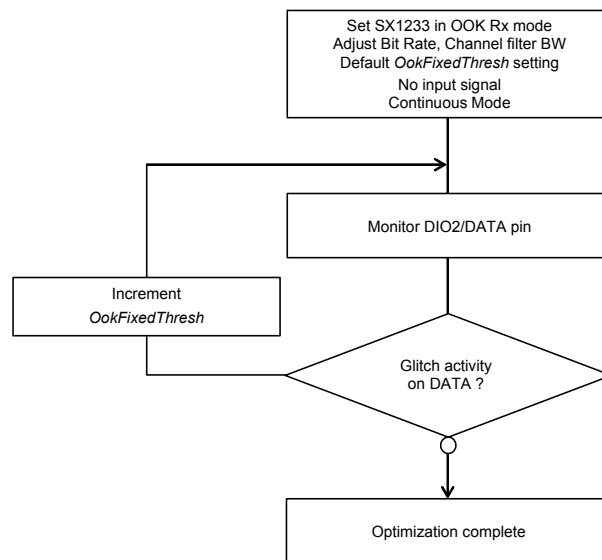 Set SX1233 in OOK Rx mode
Adjust Bit Rate, Channel filter BW
Default OokFixedThresh setting
No input signal
Continuous Mode
Monitor DIO2/DATA pin
Increment
OokFixedThresh
Glitch activity
on DATA ?
Optimization complete